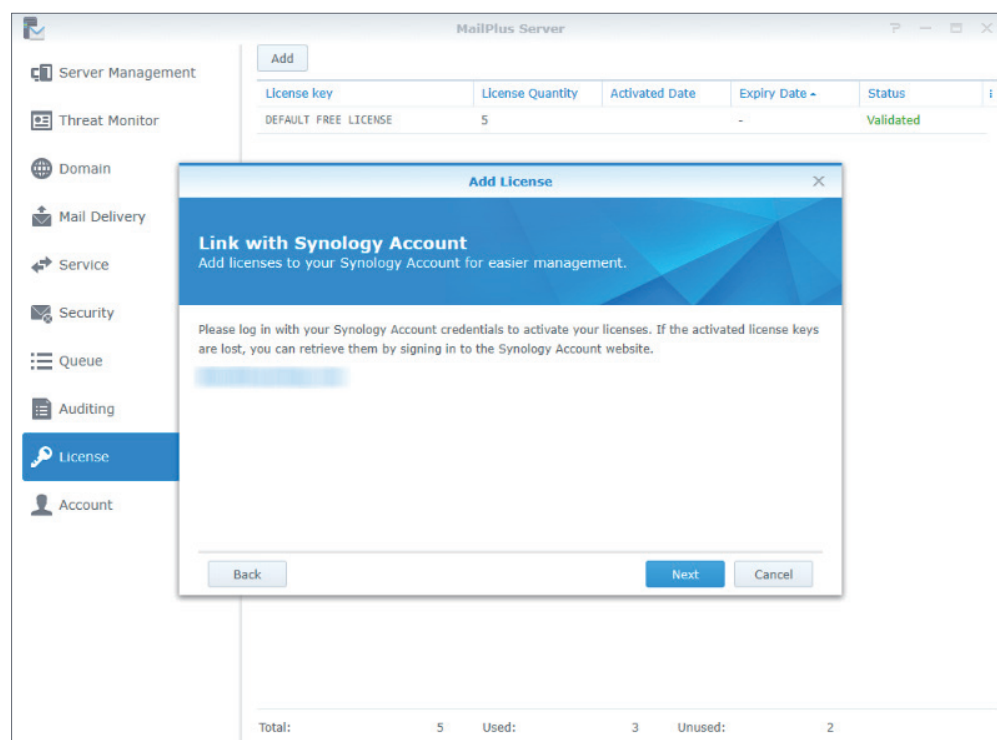 MailPlus Server
Server Management
Threat Monitor
Domain
Mail Delivery
Service
Security
Queue
Auditing
License
Account
Add
License key License Quantity Activated Date Expiry Date Status
DEFAULT FREE LICENSE 5 - Validated
Add License
Link with Synology Account
Add licenses to your Synology Account for easier management.
Please log in with your Synology Account credentials to activate your licenses. If the activated license keys
are lost, you can retrieve them by signing in to the Synology Account website.
Back Next Cancel
Total: 5 Used: 3 Unused: 2